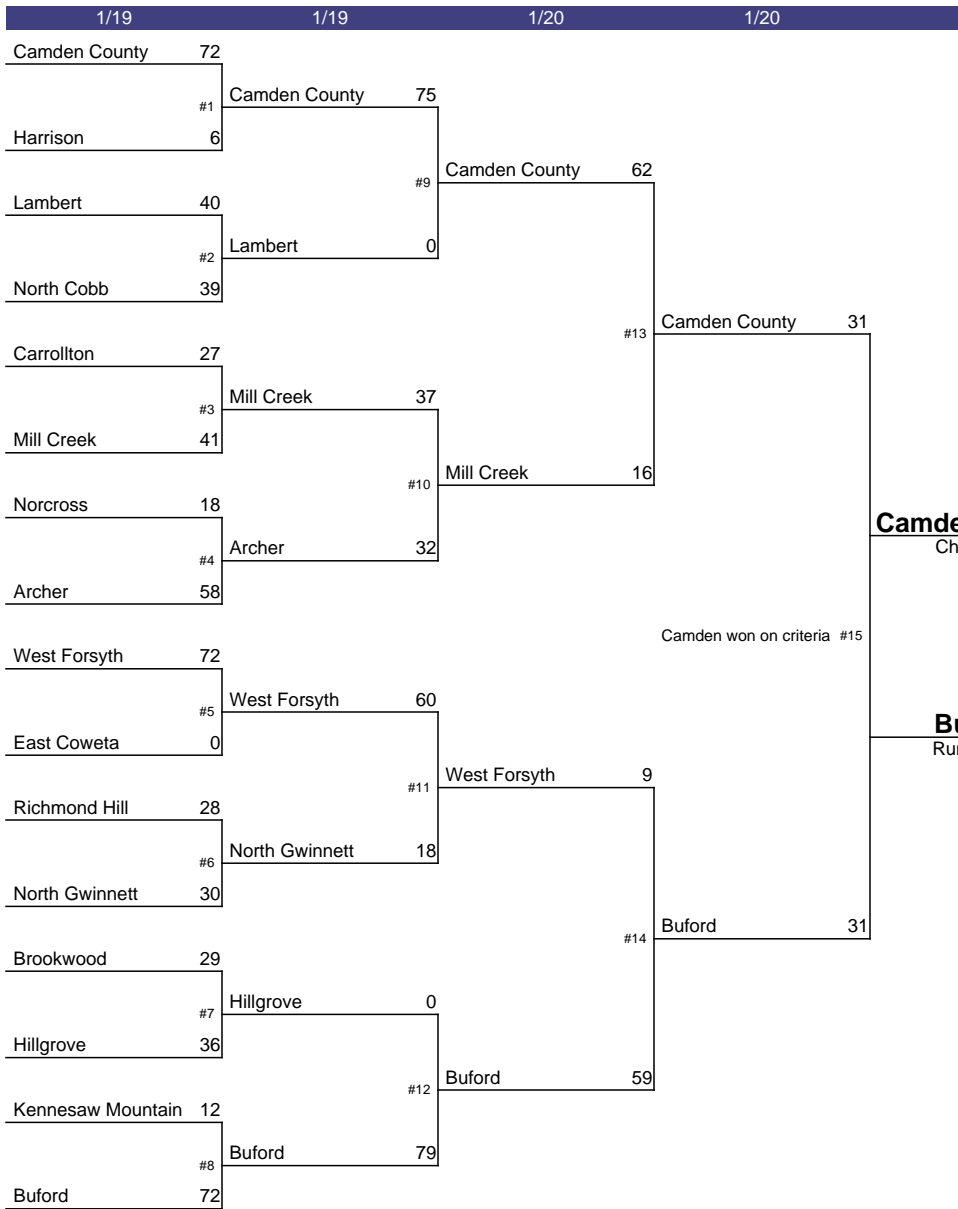 1/19 1/19 1/20 1/20
Camden County 72
Camden County 75
#1
Harrison 6
Camden County 62
#9
Lambert 40
Lambert 0
#2
North Cobb 39
Camden County 31
#13
Carrollton 27
Mill Creek 37
#3
Mill Creek 41
Mill Creek 16
#10
Norcross 18
Archer 32
#4
Archer 58
Camden won on criteria #15
West Forsyth 72
West Forsyth 60
#5
East Coweta 0
West Forsyth 9
#11
Richmond Hill 28
North Gwinnett 18
#6
North Gwinnett 30
Buford 31
#14
Brookwood 29
Hillgrove 0
#7
Hillgrove 36
Buford 59
#12
Kennesaw Mountain 12
Buford 79
#8
Buford 72